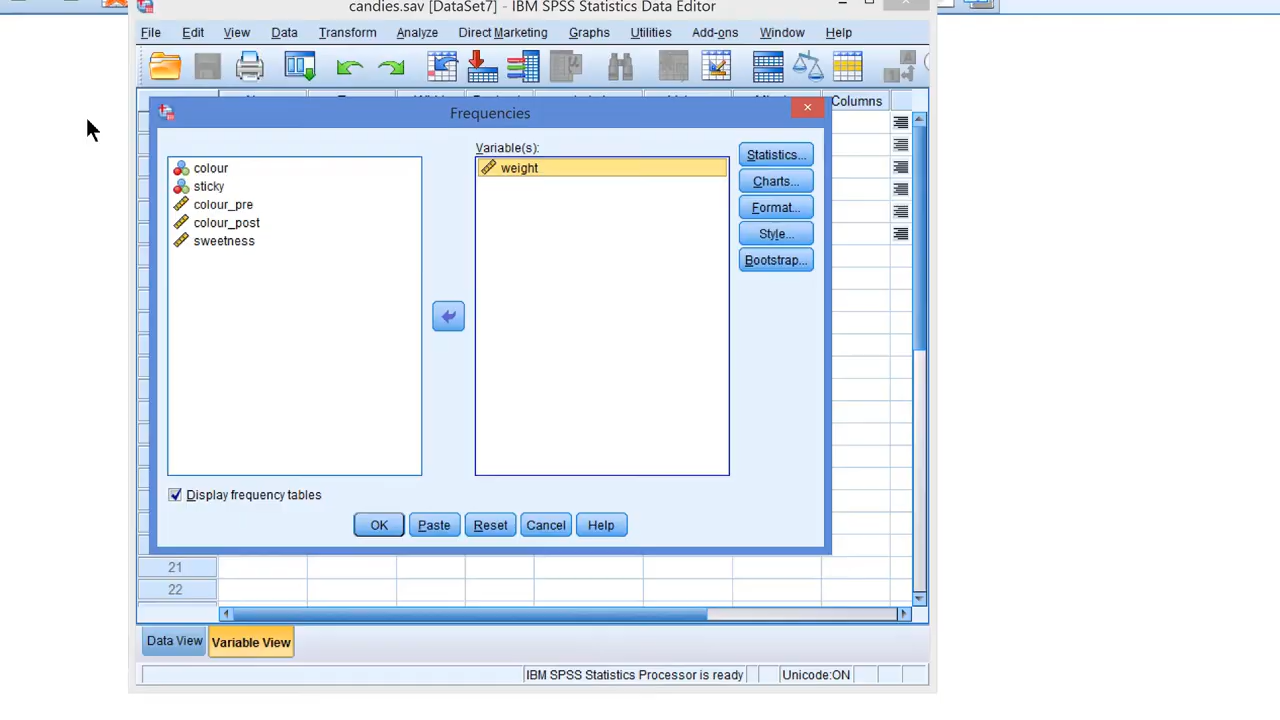 candies.sav [DataSet7] - IBM SPSS Statistics Data Editor
File Edit View Data Transform Analyze Direct Marketing Graphs Utilities Add-ons Window Help
Columns
Frequencies
Variable(s):
colour
sticky
colour_pre
colour_post
sweetness
weight
Statistics...
Charts...
Format...
Style...
Bootstrap...
Display frequency tables
OK Paste Reset Cancel Help
21
22
Data View Variable View
IBM SPSS Statistics Processor is ready Unicode:ON